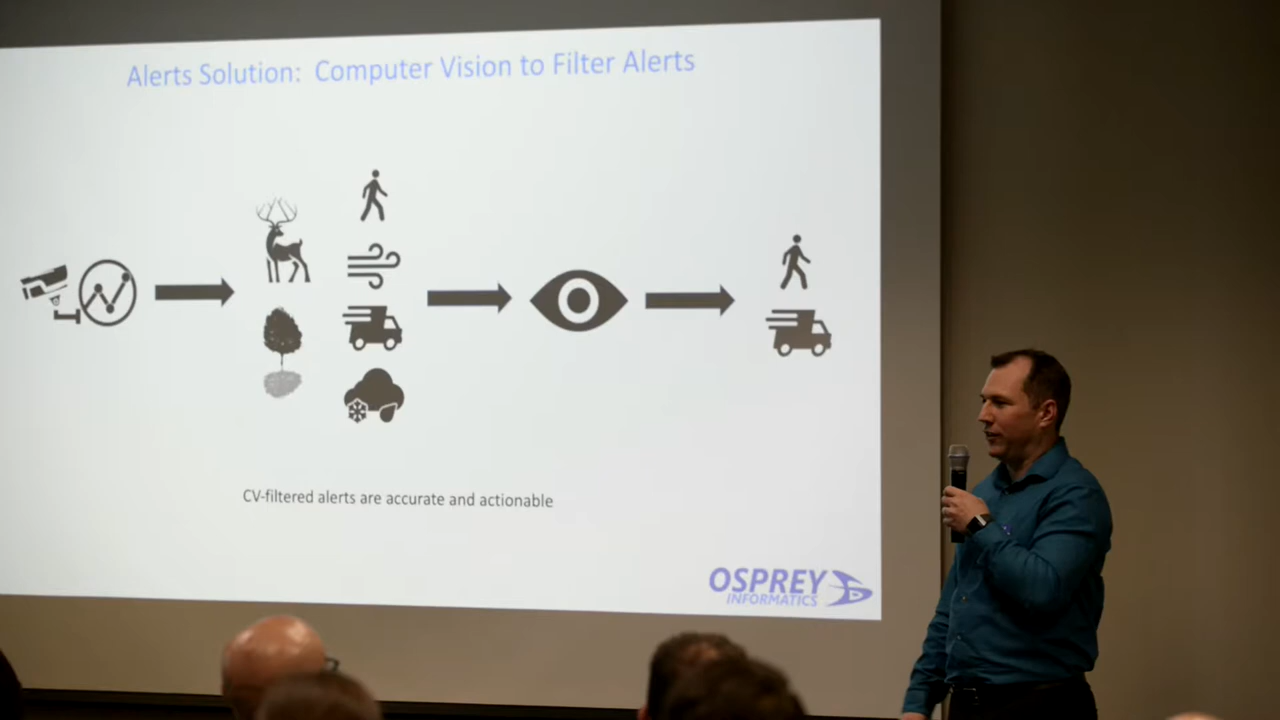 Alerts Solution: Computer Vision to Filter Alerts
CV-filtered alerts are accurate and actionable
OSPREY
INFORMATICS